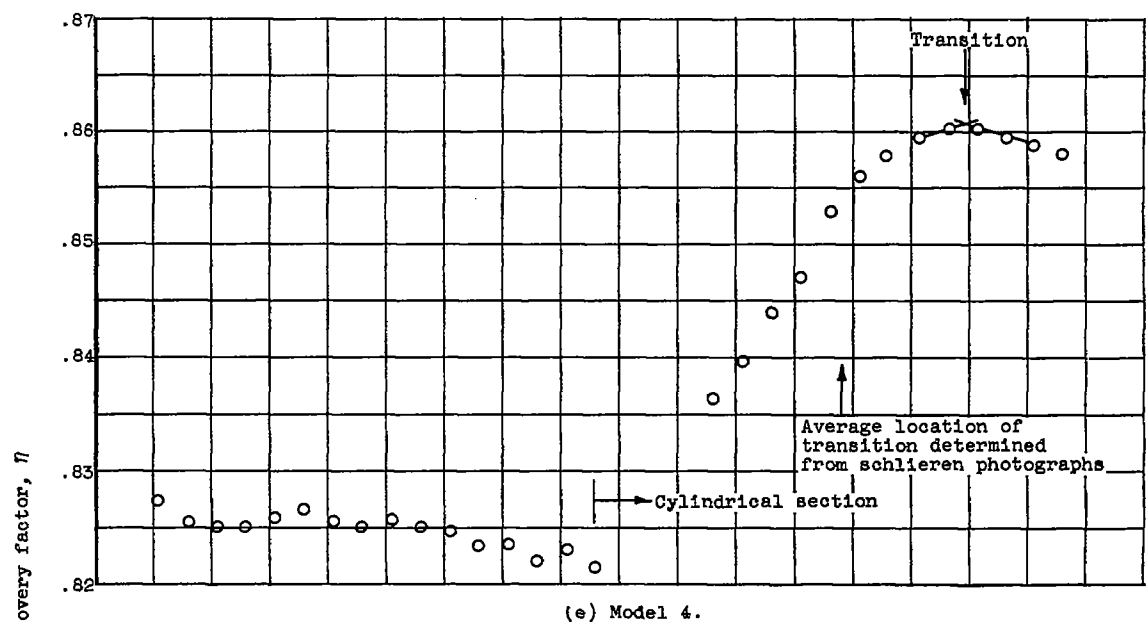 .87
Transition
.86
.85
.84
Average location of
transition determined
from schlieren photographs
.83
Cylindrical section
.82
overy factor, η
(e) Model 4.